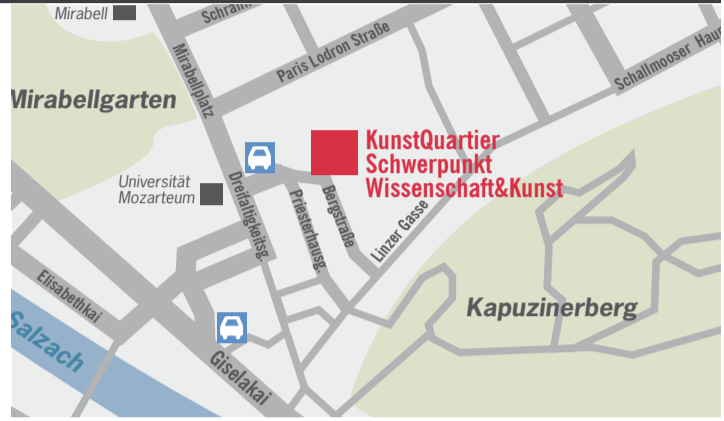 Mirabell
Schrann
Paris Lodron Straße
Schallmooser Haup
Mirabellplatz
Mirabellgarten
KunstQuartier
Schwerpunkt
Wissenschaft&Kunst
Universität
Mozarteum
Dreifaltigkeitsg.
Priesterhausg.
Bergstraße
Linzer Gasse
Elisabethkai
Kapuzinerberg
Salzach
Giselakai